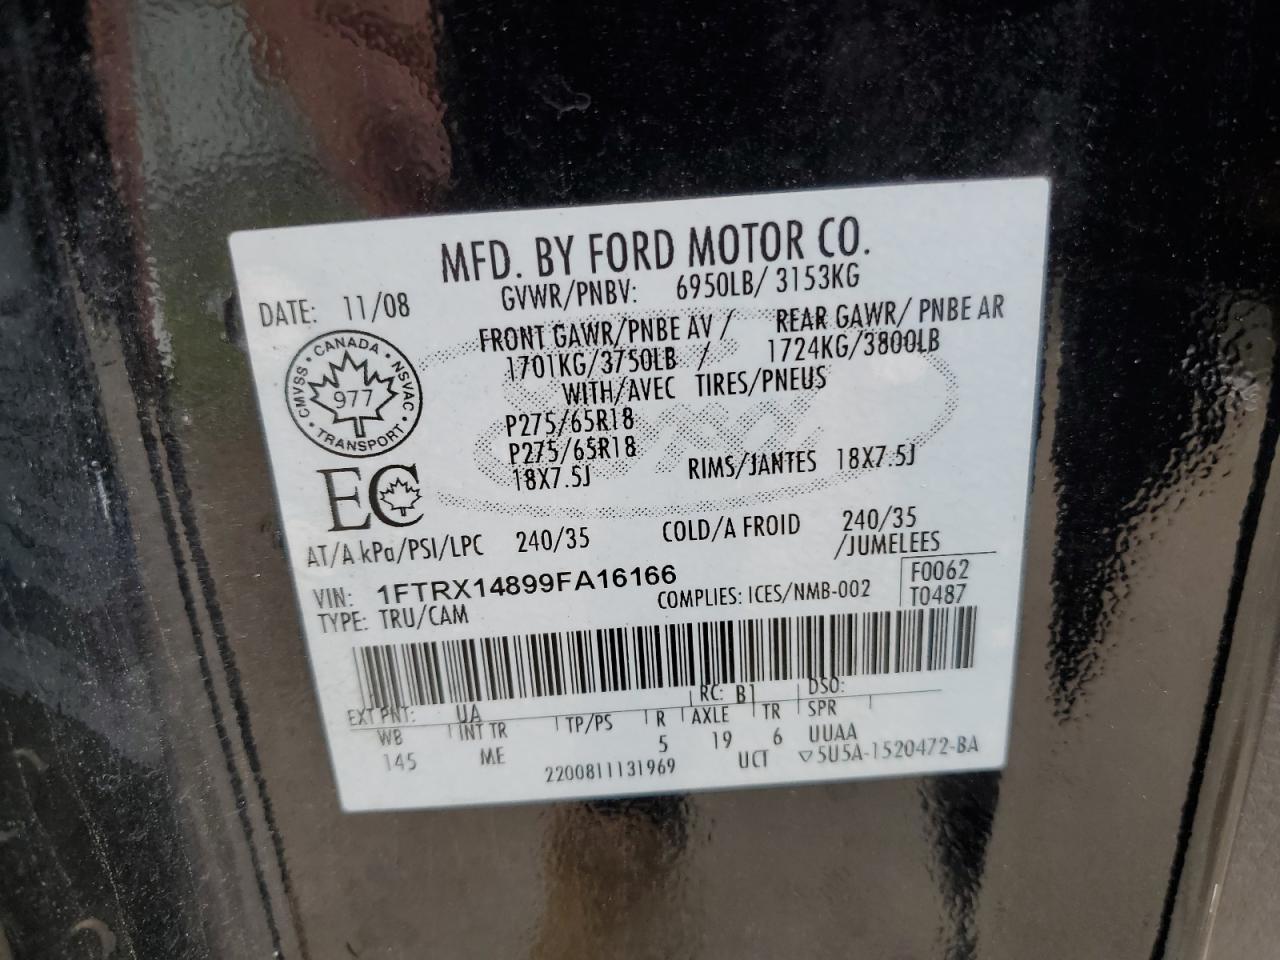 MFD. BY FORD MOTOR CO.
DATE: 11/08
GVWR/PNBV: 6950LB/ 3153KG
FRONT GAWR/PNBE AV / REAR GAWR/ PNBE AR
1701KG/3750LB / 1724KG/3800LB
WITH/AVEC TIRES/PNEUS
P275/65R18
P275/65R18
18X7.5J RIMS/JANTES 18X7.5J
CANADA
CMVSS NSVAC
977
TRANSPORT
EC
AT/A kPa/PSI/LPC 240/35 COLD/A FROID 240/35
/JUMELEES
VIN: 1FTRX14899FA16166
F0062
TYPE: TRU/CAM COMPLIES: ICES/NMB-002 T0487
EXT PNT: UA RC: B1 DSO:
WB INT TR TP/PS R AXLE TR SPR
145 ME 5 19 6 UUAA
2200811131969 UCT ▽5U5A-1520472-BA